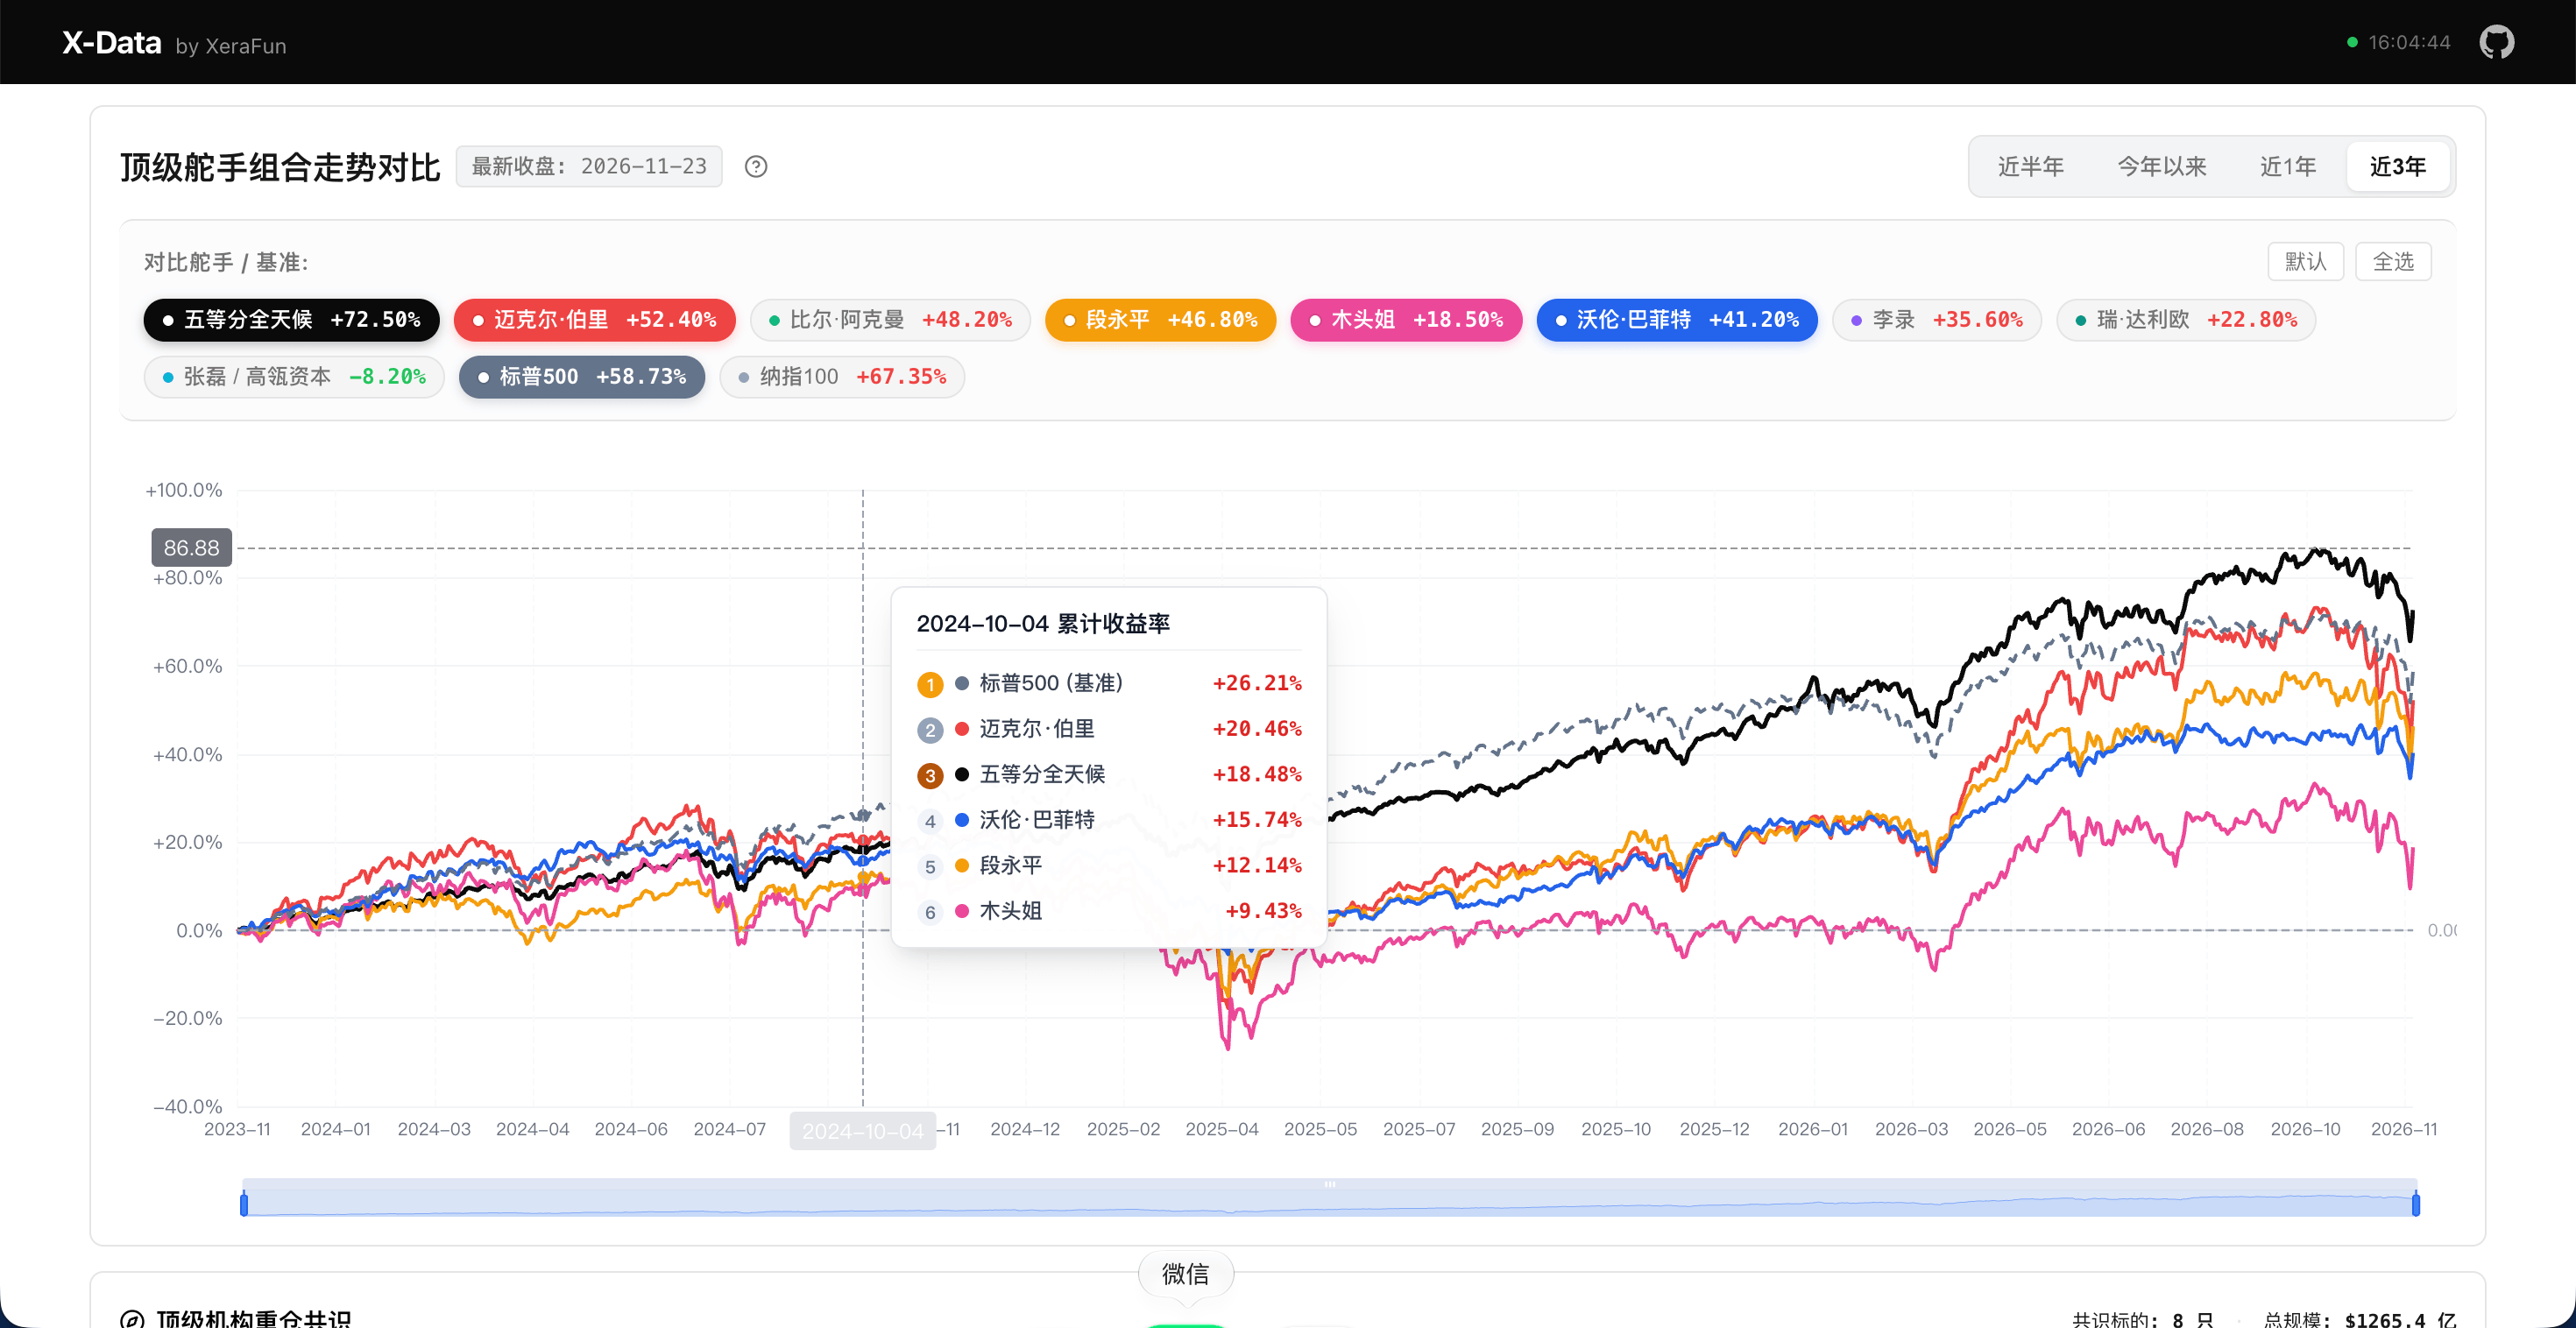 X-Data by XeraFun
16:04:44
顶级舵手组合走势对比 最新收盘: 2026-11-23
近半年 今年以来 近1年 近3年
对比舵手 / 基准:
默认 全选
五等分全天候 +72.50% 迈克尔·伯里 +52.40% 比尔·阿克曼 +48.20% 段永平 +46.80% 木头姐 +18.50% 沃伦·巴菲特 +41.20% 李录 +35.60% 瑞·达利欧 +22.80%
张磊 / 高瓴资本 -8.20% 标普500 +58.73% 纳指100 +67.35%
+100.0%
86.88
+80.0%
+60.0%
+40.0%
+20.0%
0.0%
-20.0%
-40.0%
2024-10-04 累计收益率
1 标普500 (基准) +26.21%
2 迈克尔·伯里 +20.46%
3 五等分全天候 +18.48%
4 沃伦·巴菲特 +15.74%
5 段永平 +12.14%
6 木头姐 +9.43%
0.00
2023-11 2024-01 2024-03 2024-04 2024-06 2024-07 2024-10-04 -11 2024-12 2025-02 2025-04 2025-05 2025-07 2025-09 2025-10 2025-12 2026-01 2026-03 2026-05 2026-06 2026-08 2026-10 2026-11
微信
顶级机构重仓共识
共识标的: 8 只 · 总规模: $1265.4 亿